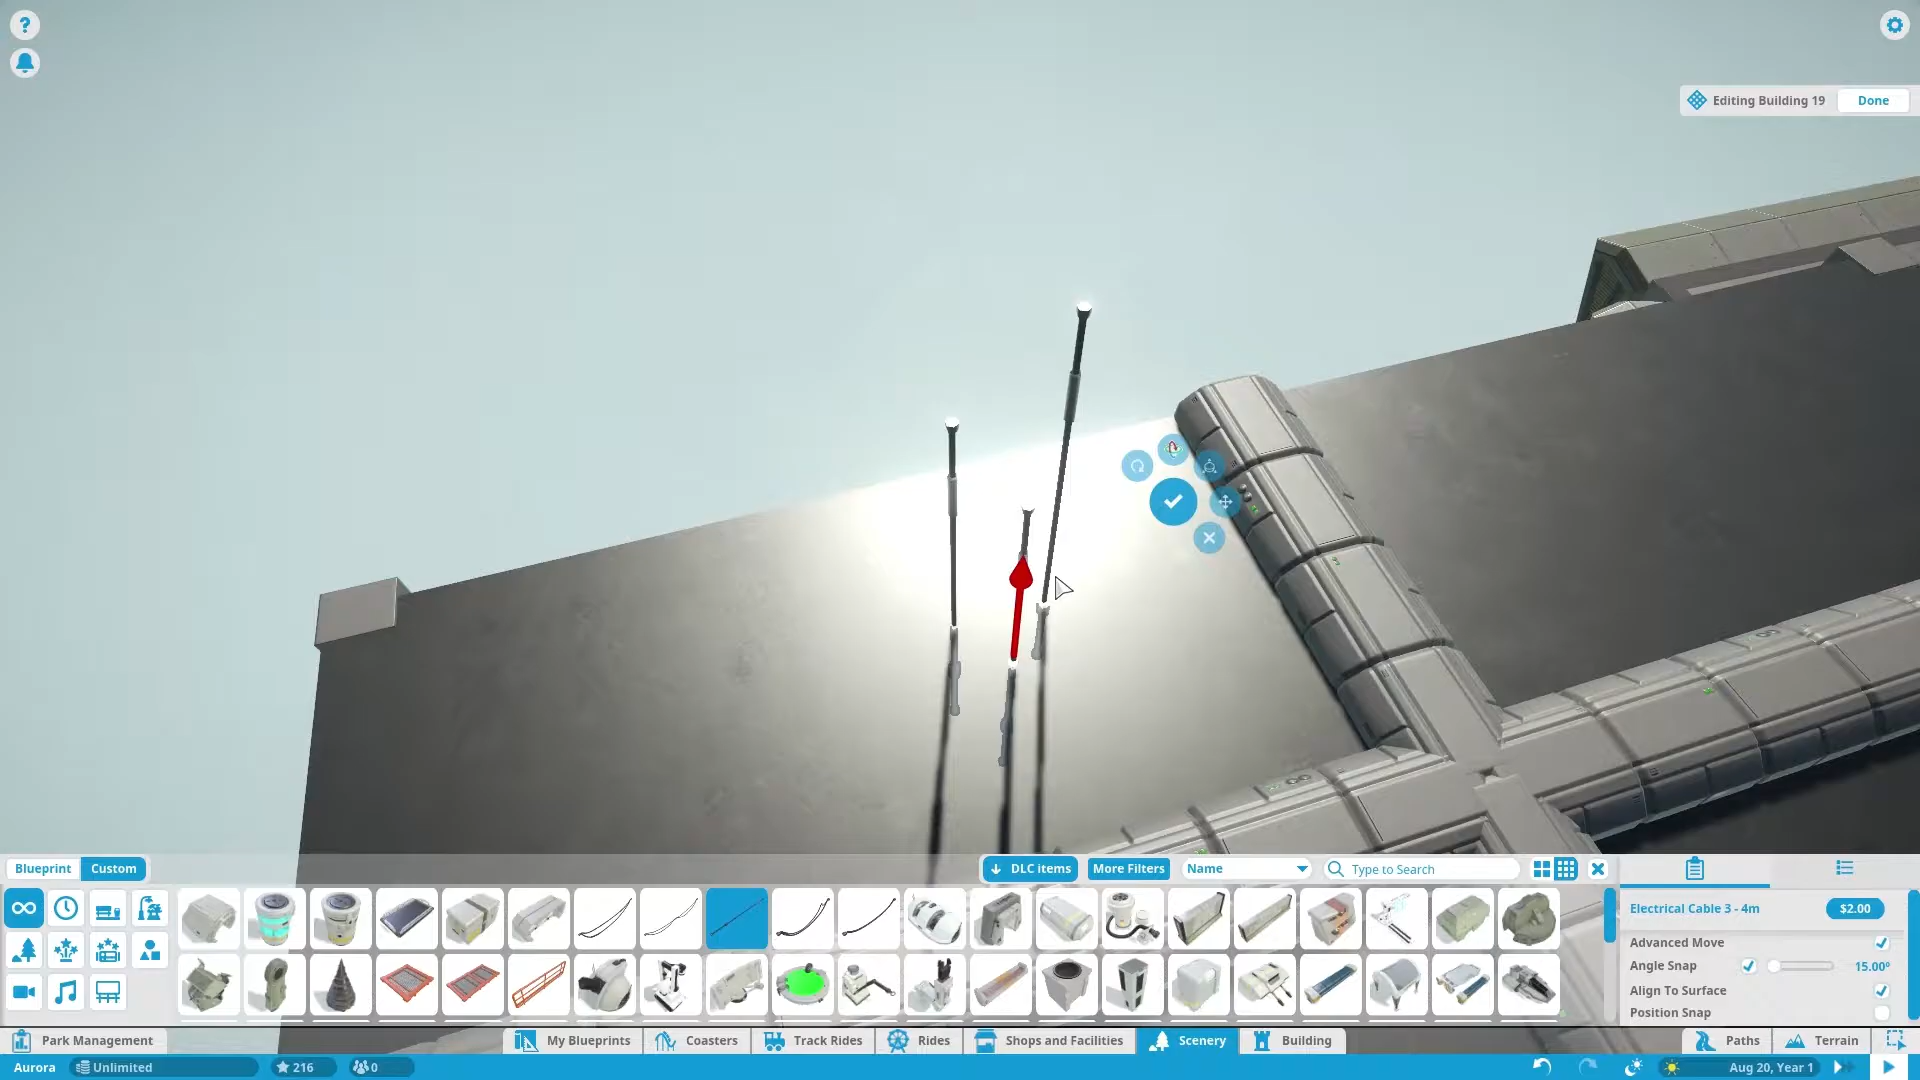 ?
Editing Building 19
Done
Blueprint
Custom
DLC items
More Filters
Name
Type to Search
Electrical Cable 3 - 4m
$2.00
Advanced Move
Angle Snap
15.00°
Align To Surface
Position Snap
Park Management
My Blueprints
Coasters
Track Rides
Rides
Shops and Facilities
Scenery
Building
Paths
Terrain
Aurora
Unlimited
216
0
Aug 20, Year 1